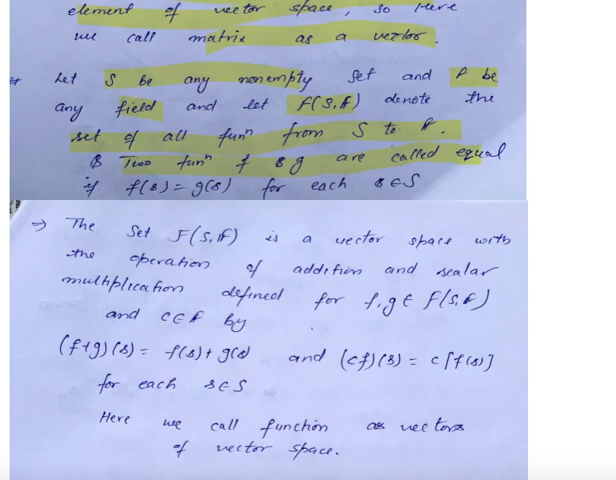 element of vector space, so Here
we call matrix as a vector.
⇒ Let S be any nonempty Set and F be
any field and let F(S,F) denote the
set of all funⁿ from S to F.
& Two funⁿ f & g are called equal
if f(s) = g(s) for each s ∈ S
→ The Set F(S,F) is a vector space with
the operation of addition and scalar
multiplication defined for f,g ∈ F(S,F)
and c ∈ F by
(f+g)(s) = f(s) + g(s) and (cf)(s) = c[f(s)]
for each s ∈ S
Here we call function as vectors
of vector space.